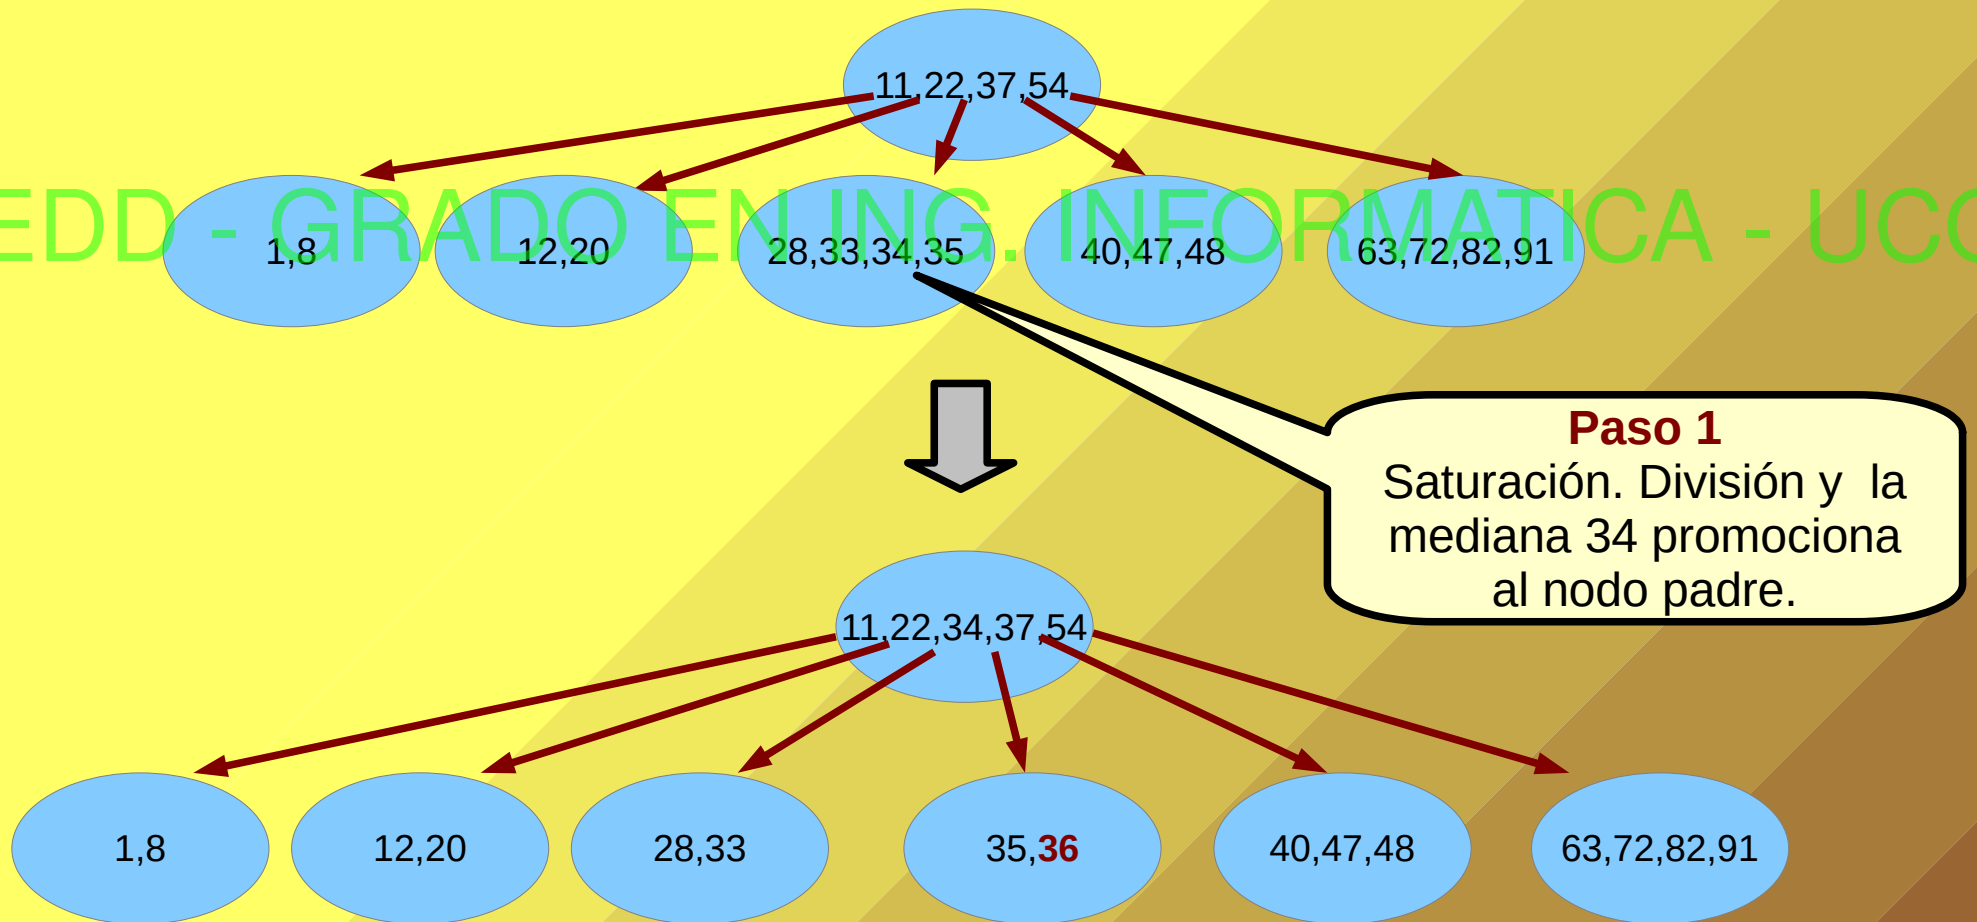 11,22,37,54
EDD - GRADO EN ING. INFORMATICA - UCO
1,8
12,20
28,33,34,35
40,47,48
63,72,82,91
Paso 1
Saturación. División y la
mediana 34 promociona
al nodo padre.
11,22,34,37,54
1,8
12,20
28,33
35,36
40,47,48
63,72,82,91